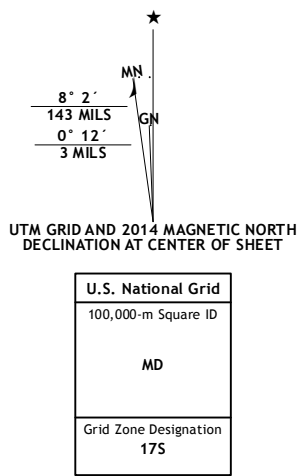 ★
MN
8° 2´
143 MILS
GN
0° 12´
3 MILS
UTM GRID AND 2014 MAGNETIC NORTH
DECLINATION AT CENTER OF SHEET
U.S. National Grid
100,000-m Square ID
MD
Grid Zone Designation
17S